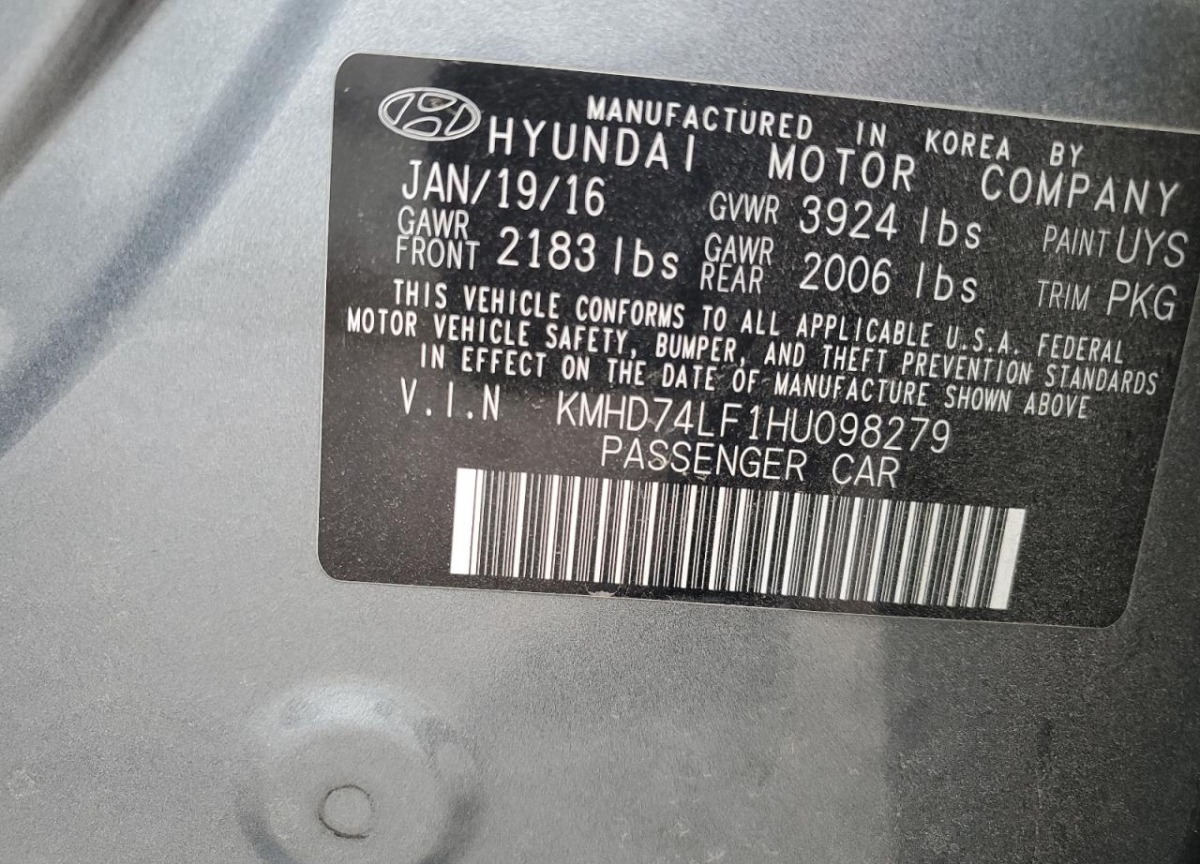 MANUFACTURED IN KOREA BY
HYUNDAI MOTOR COMPANY
JAN/19/16 GVWR 3924 lbs PAINT UYS
GAWR FRONT 2183 lbs GAWR REAR 2006 lbs TRIM PKG
THIS VEHICLE CONFORMS TO ALL APPLICABLE U.S.A. FEDERAL
MOTOR VEHICLE SAFETY, BUMPER, AND THEFT PREVENTION STANDARDS
IN EFFECT ON THE DATE OF MANUFACTURE SHOWN ABOVE
V.I.N KMHD74LF1HU098279
PASSENGER CAR